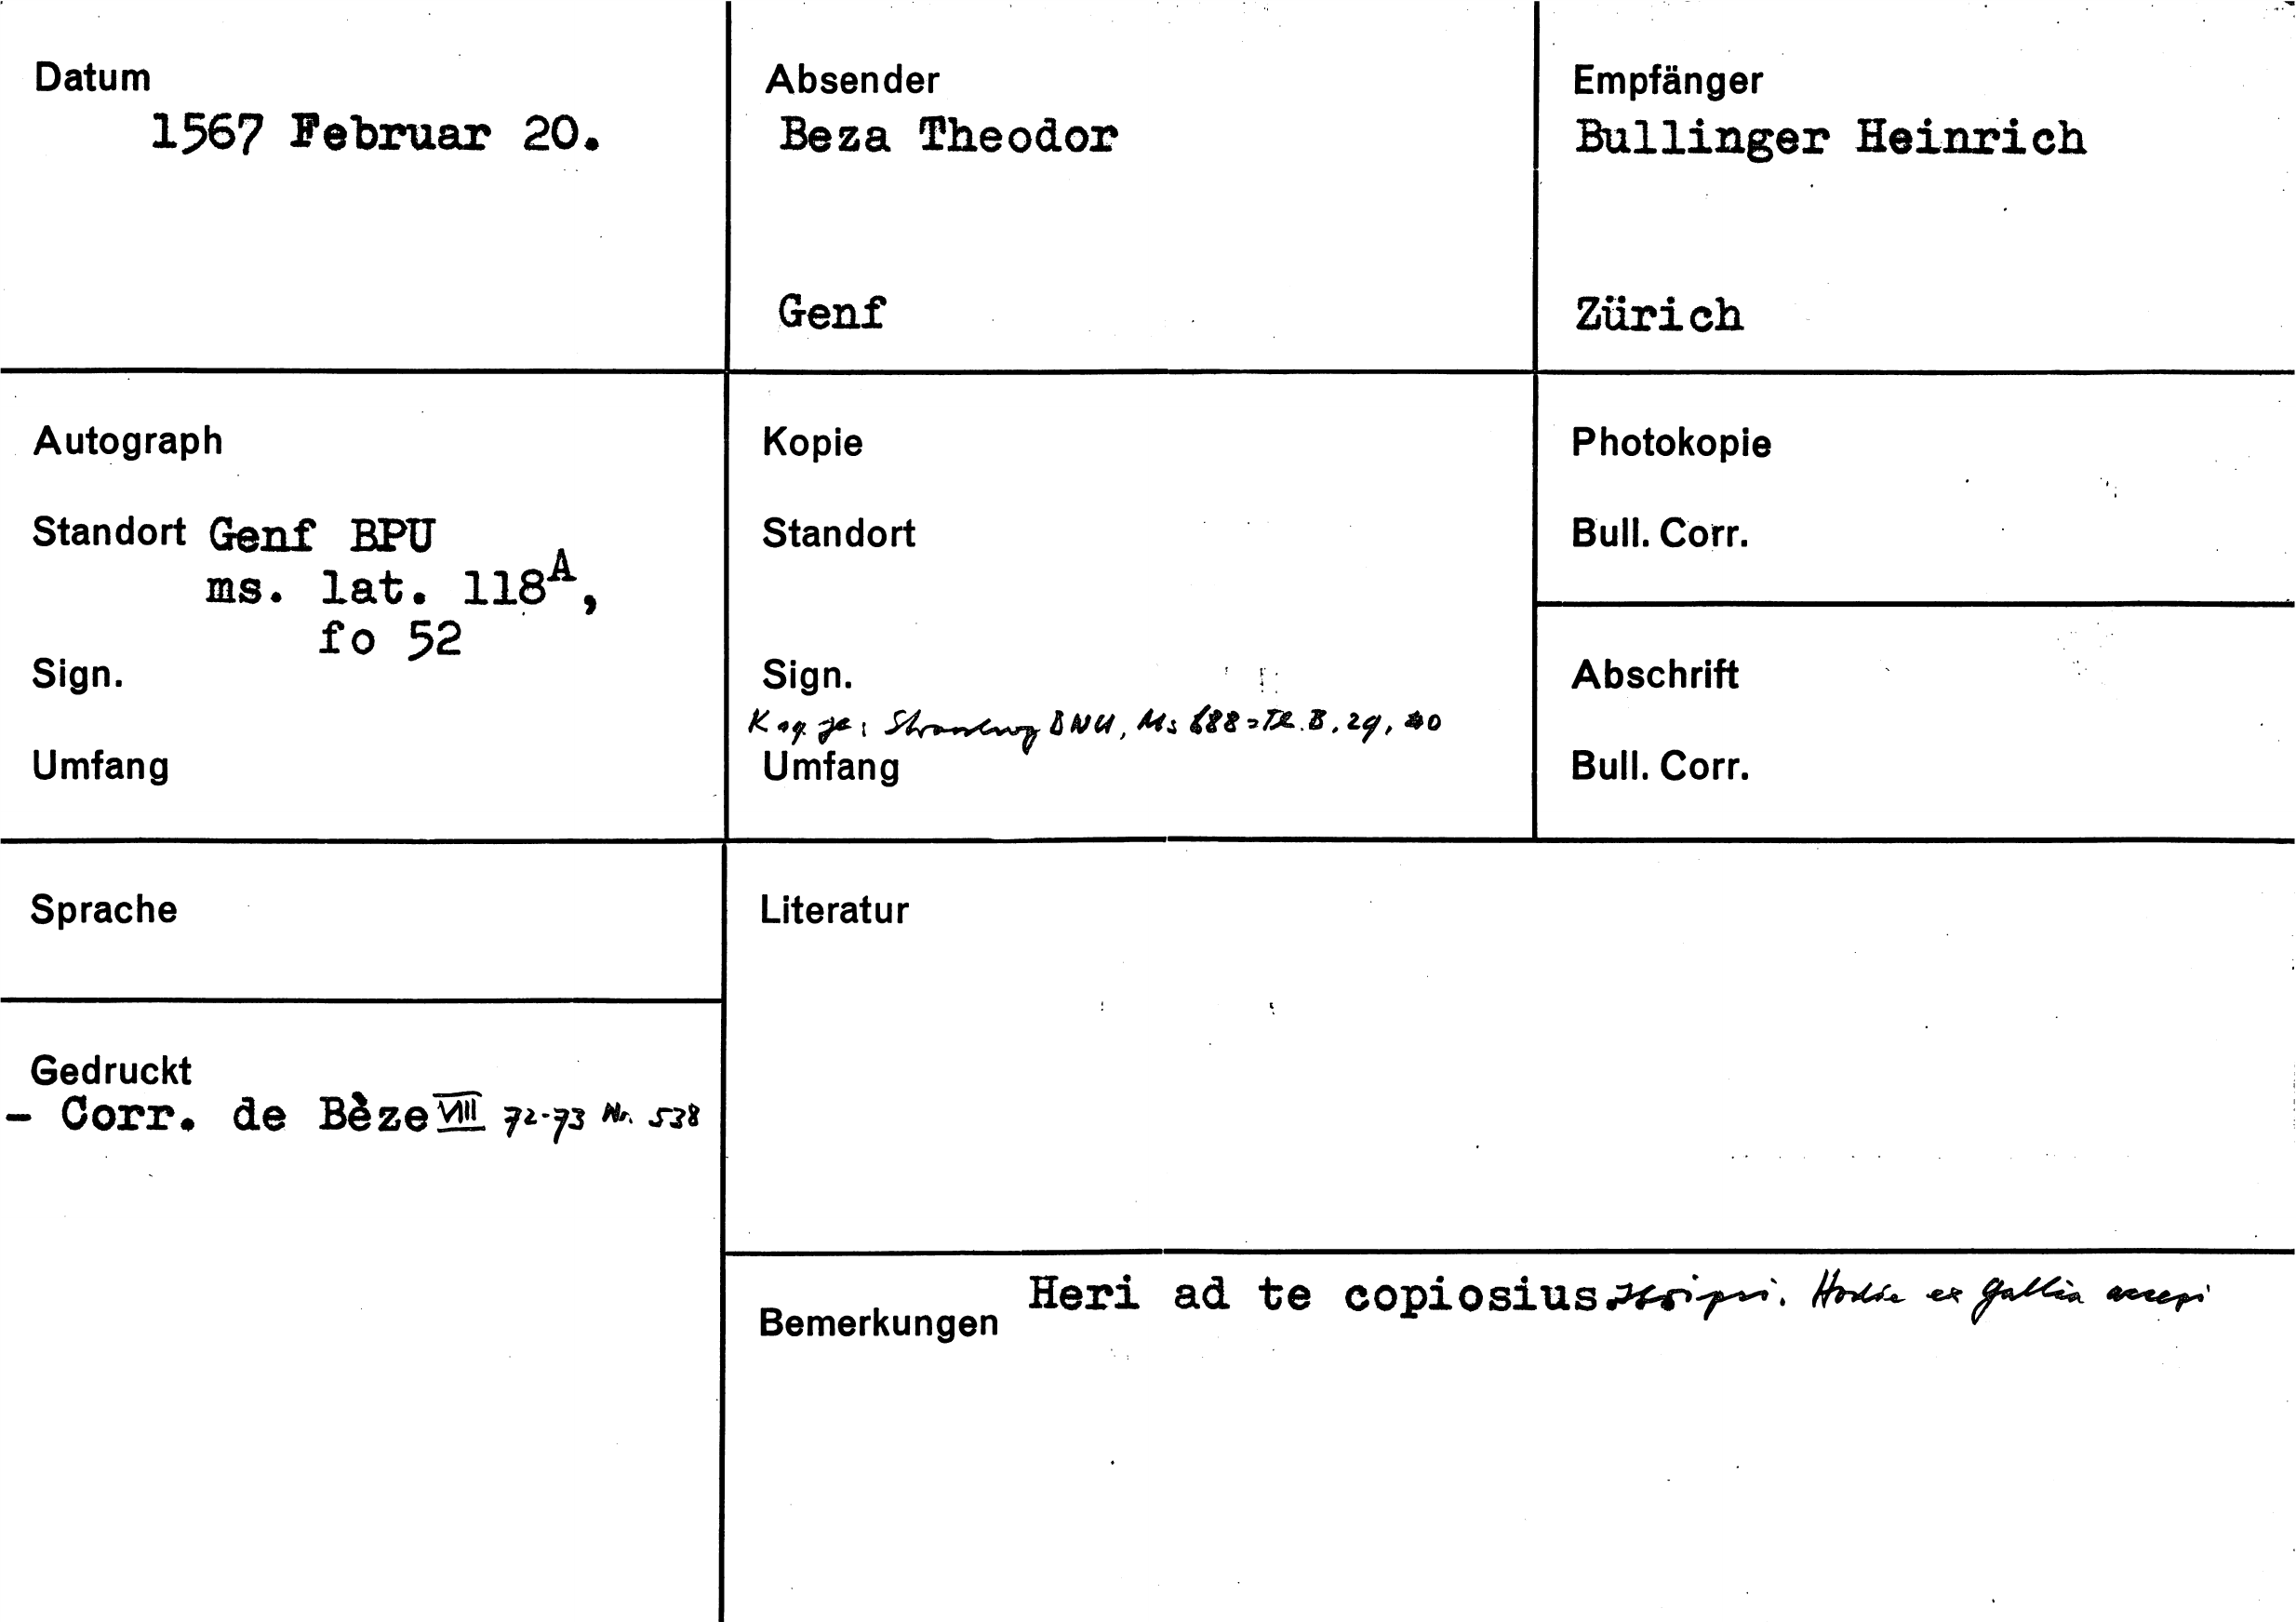 Datum
1567 Februar 20.
Absender
Beza Theodor
Genf
Empfänger
Bullinger Heinrich
Zürich
Autograph
Standort Genf BPU
ms. lat. 118A,
fo 52
Sign.
Umfang
Kopie
Standort
Sign.
Strassburg BNU, Ms 688 = Th. B. 29, 40
Umfang
Photokopie
Bull. Corr.
Abschrift
Bull. Corr.
Sprache
Gedruckt
- Corr. de Bèze VIII 72-73 Nr. 538
Literatur
Bemerkungen Heri ad te copiosius scripsi. Hodie ex Gallia accepi